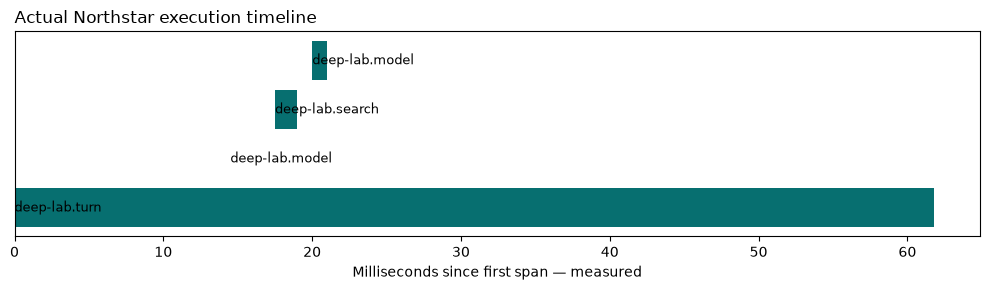 Actual Northstar execution timeline
deep-lab.model
deep-lab.search
deep-lab.model
deep-lab.turn
0 10 20 30 40 50 60
Milliseconds since first span — measured